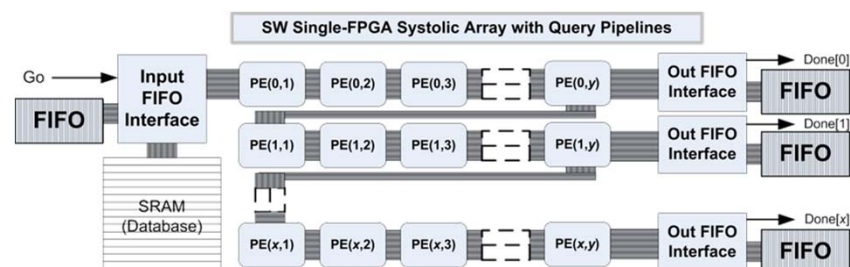 SW Single-FPGA Systolic Array with Query Pipelines
Go
Input
FIFO
Interface
FIFO
SRAM
(Database)
PE(0,1) PE(0,2) PE(0,3) PE(0,y)
Out FIFO
Interface
Done[0]
FIFO
PE(1,1) PE(1,2) PE(1,3) PE(1,y)
Out FIFO
Interface
Done[1]
FIFO
PE(x,1) PE(x,2) PE(x,3) PE(x,y)
Out FIFO
Interface
Done[x]
FIFO